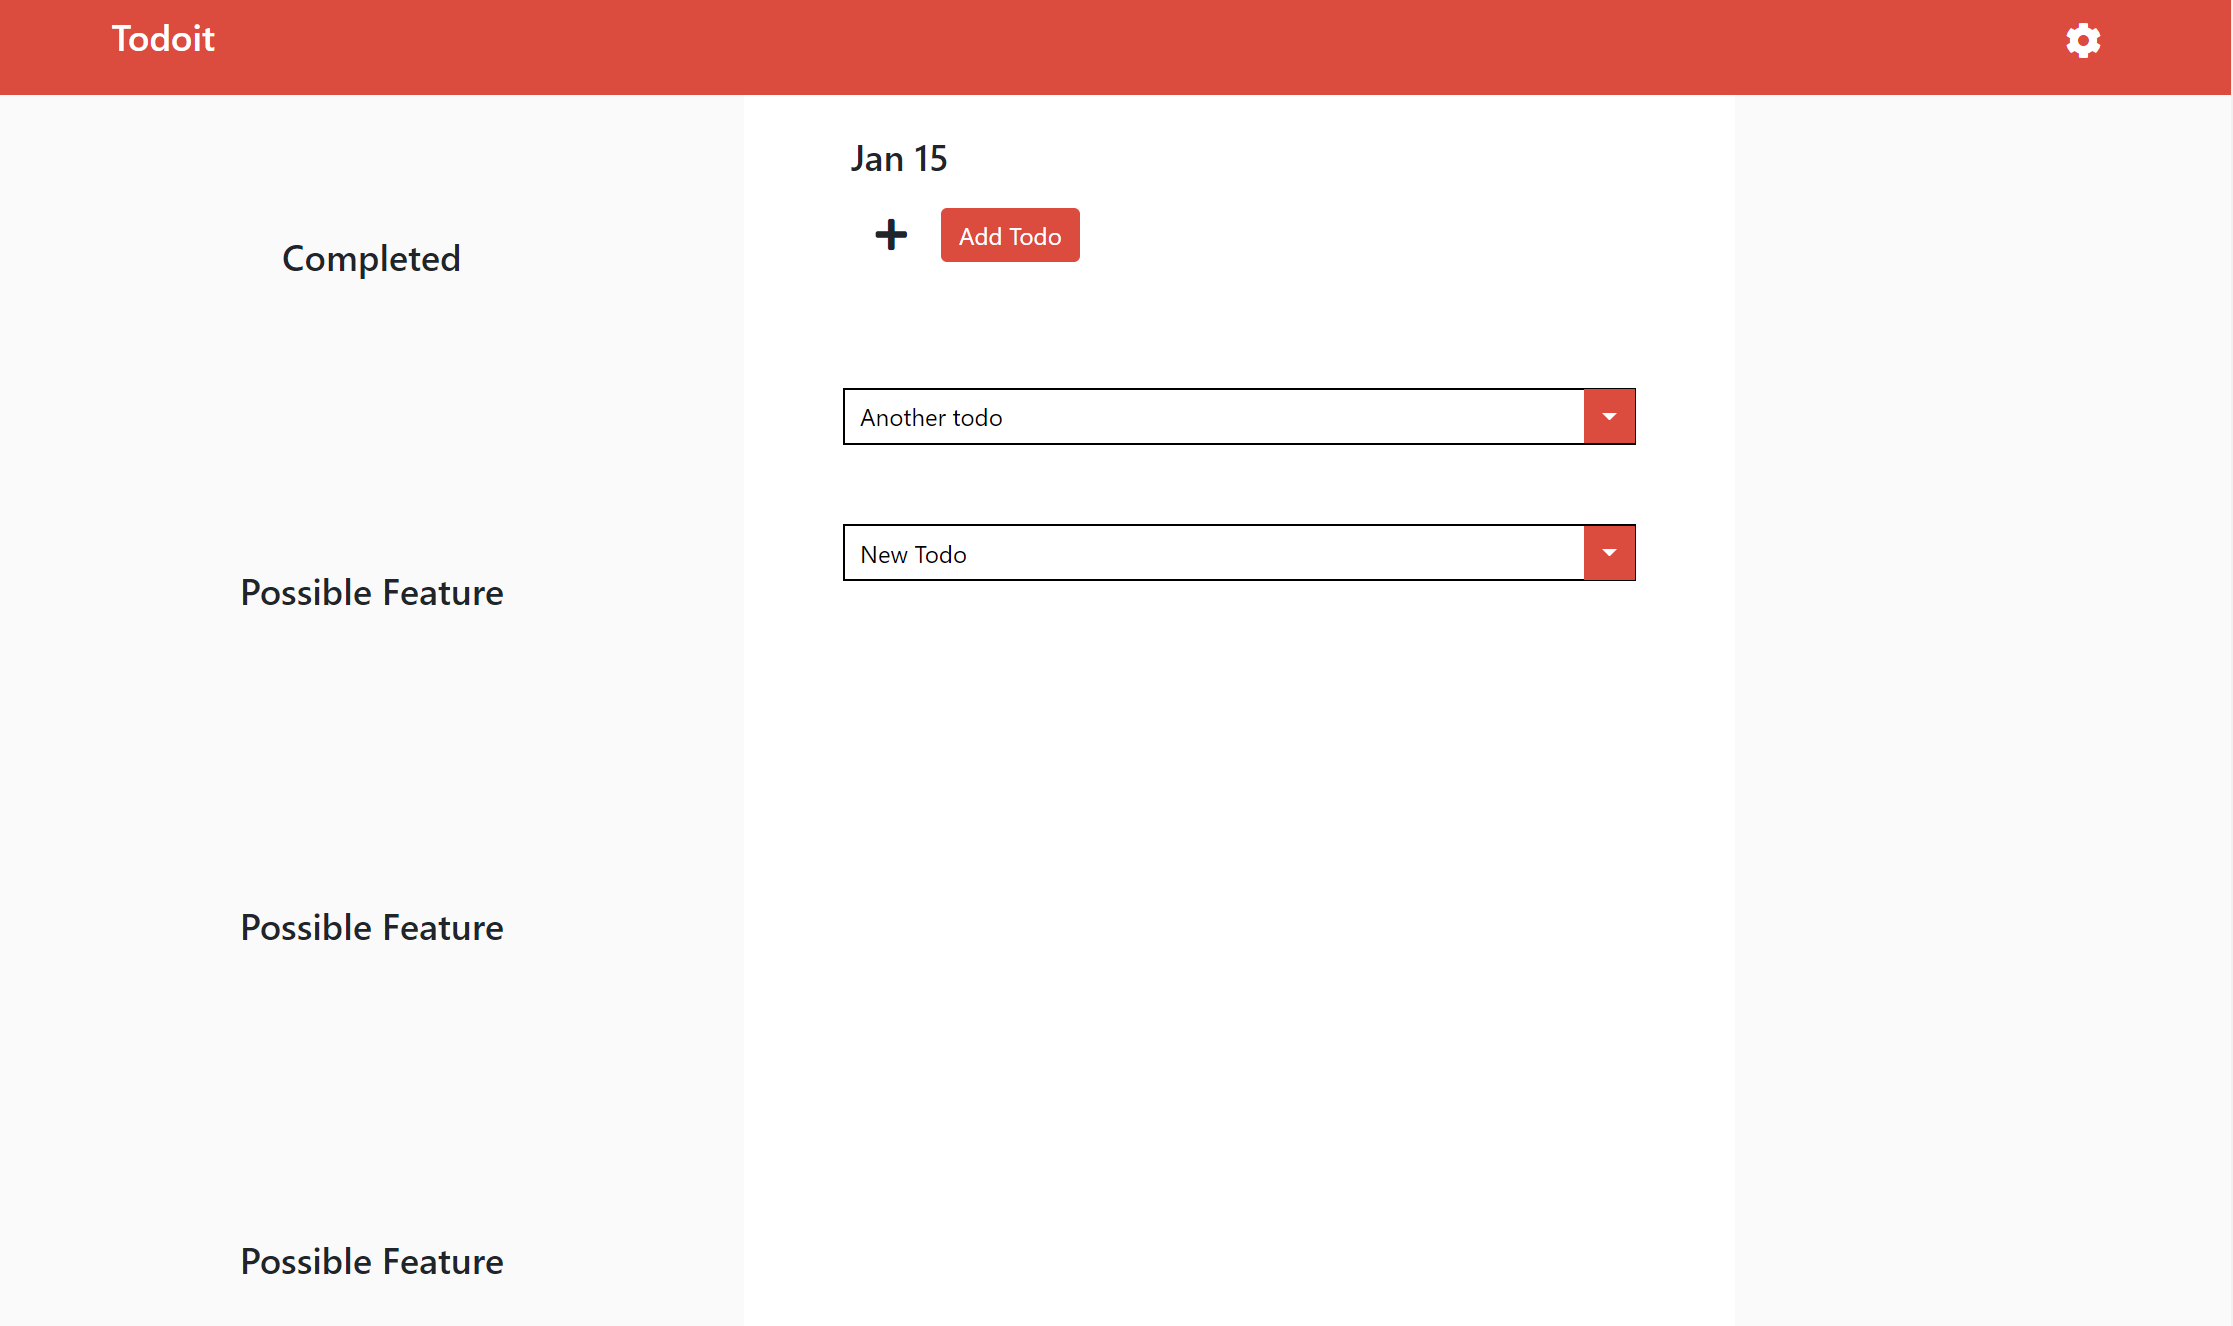 Todoit
Completed
Possible Feature
Possible Feature
Possible Feature
Jan 15
Add Todo
Another todo
New Todo